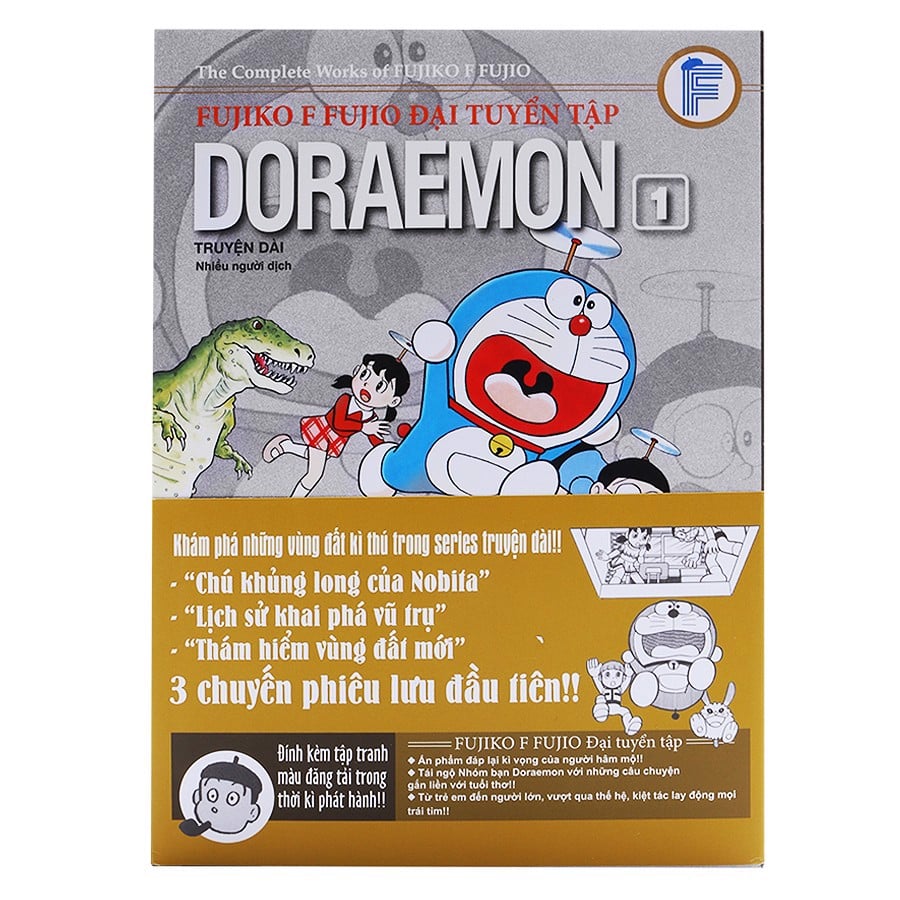 The Complete Works of FUJIKO F FUJIO
F
FUJIKO F FUJIO ĐẠI TUYỂN TẬP
DORAEMON 1
TRUYỆN DÀI
Nhiều người dịch
Khám phá những vùng đất kì thú trong series truyện dài!!
- “Chú khủng long của Nobita”
- “Lịch sử khai phá vũ trụ”
- “Thám hiểm vùng đất mới”
3 chuyến phiêu lưu đầu tiên!!
1
Đính kèm tập tranh
màu đăng tải trong
thời kì phát hành!!
FUJIKO F FUJIO Đại tuyển tập
◆ Ấn phẩm đáp lại kì vọng của người hâm mộ!!
◆ Tái ngộ Nhóm bạn Doraemon với những câu chuyện
gắn liền với tuổi thơ!!
◆ Từ trẻ em đến người lớn, vượt qua thế hệ, kiệt tác lay động mọi
trái tim!!